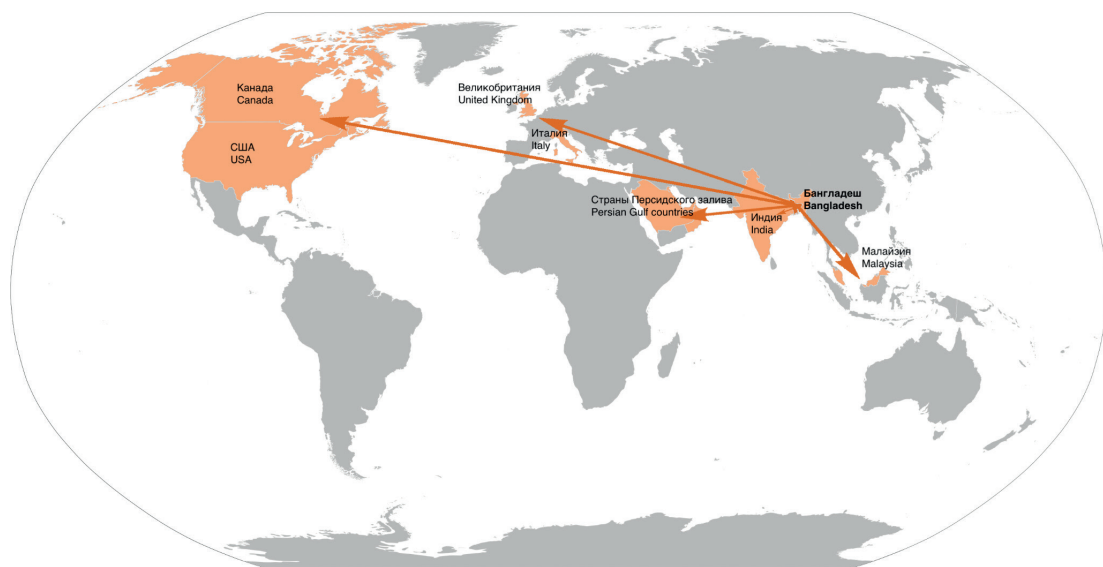 Канада
Canada
США
USA
Великобритания
United Kingdom
Италия
Italy
Страны Персидского залива
Persian Gulf countries
Бангладеш
Bangladesh
Индия
India
Малайзия
Malaysia